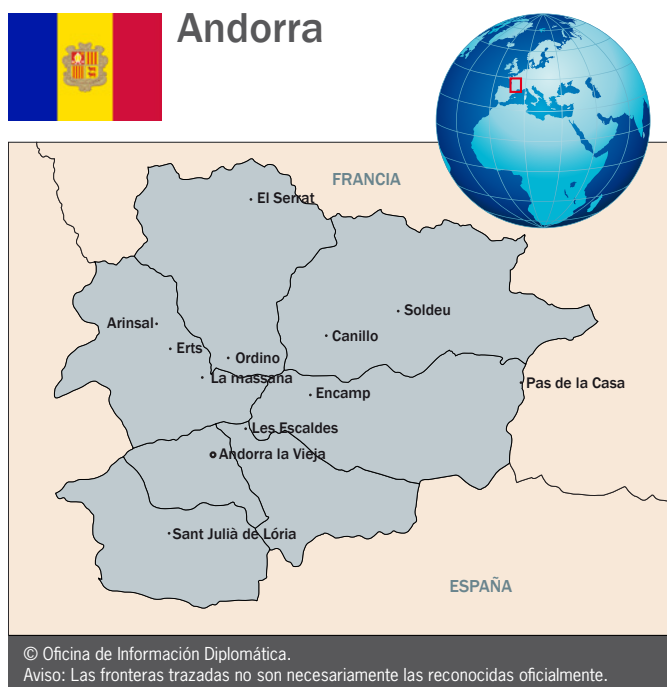 Andorra
FRANCIA
El Serrat
Soldeu
Arinsal
Canillo
Erts
Ordino
La massana
Pas de la Casa
Encamp
Les Escaldes
Andorra la Vieja
Sant Julià de Lória
ESPAÑA
© Oficina de Información Diplomática.
Aviso: Las fronteras trazadas no son necesariamente las reconocidas oficialmente.